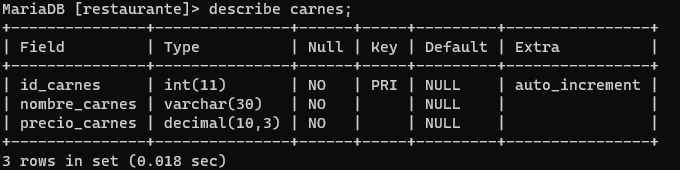 MariaDB [restaurante]> describe carnes;
+---------------+---------------+------+-----+---------+----------------+
| Field         | Type          | Null | Key | Default | Extra          |
+---------------+---------------+------+-----+---------+----------------+
| id_carnes     | int(11)       | NO   | PRI | NULL    | auto_increment |
| nombre_carnes | varchar(30)   | NO   |     | NULL    |                |
| precio_carnes | decimal(10,3) | NO   |     | NULL    |                |
+---------------+---------------+------+-----+---------+----------------+
3 rows in set (0.018 sec)